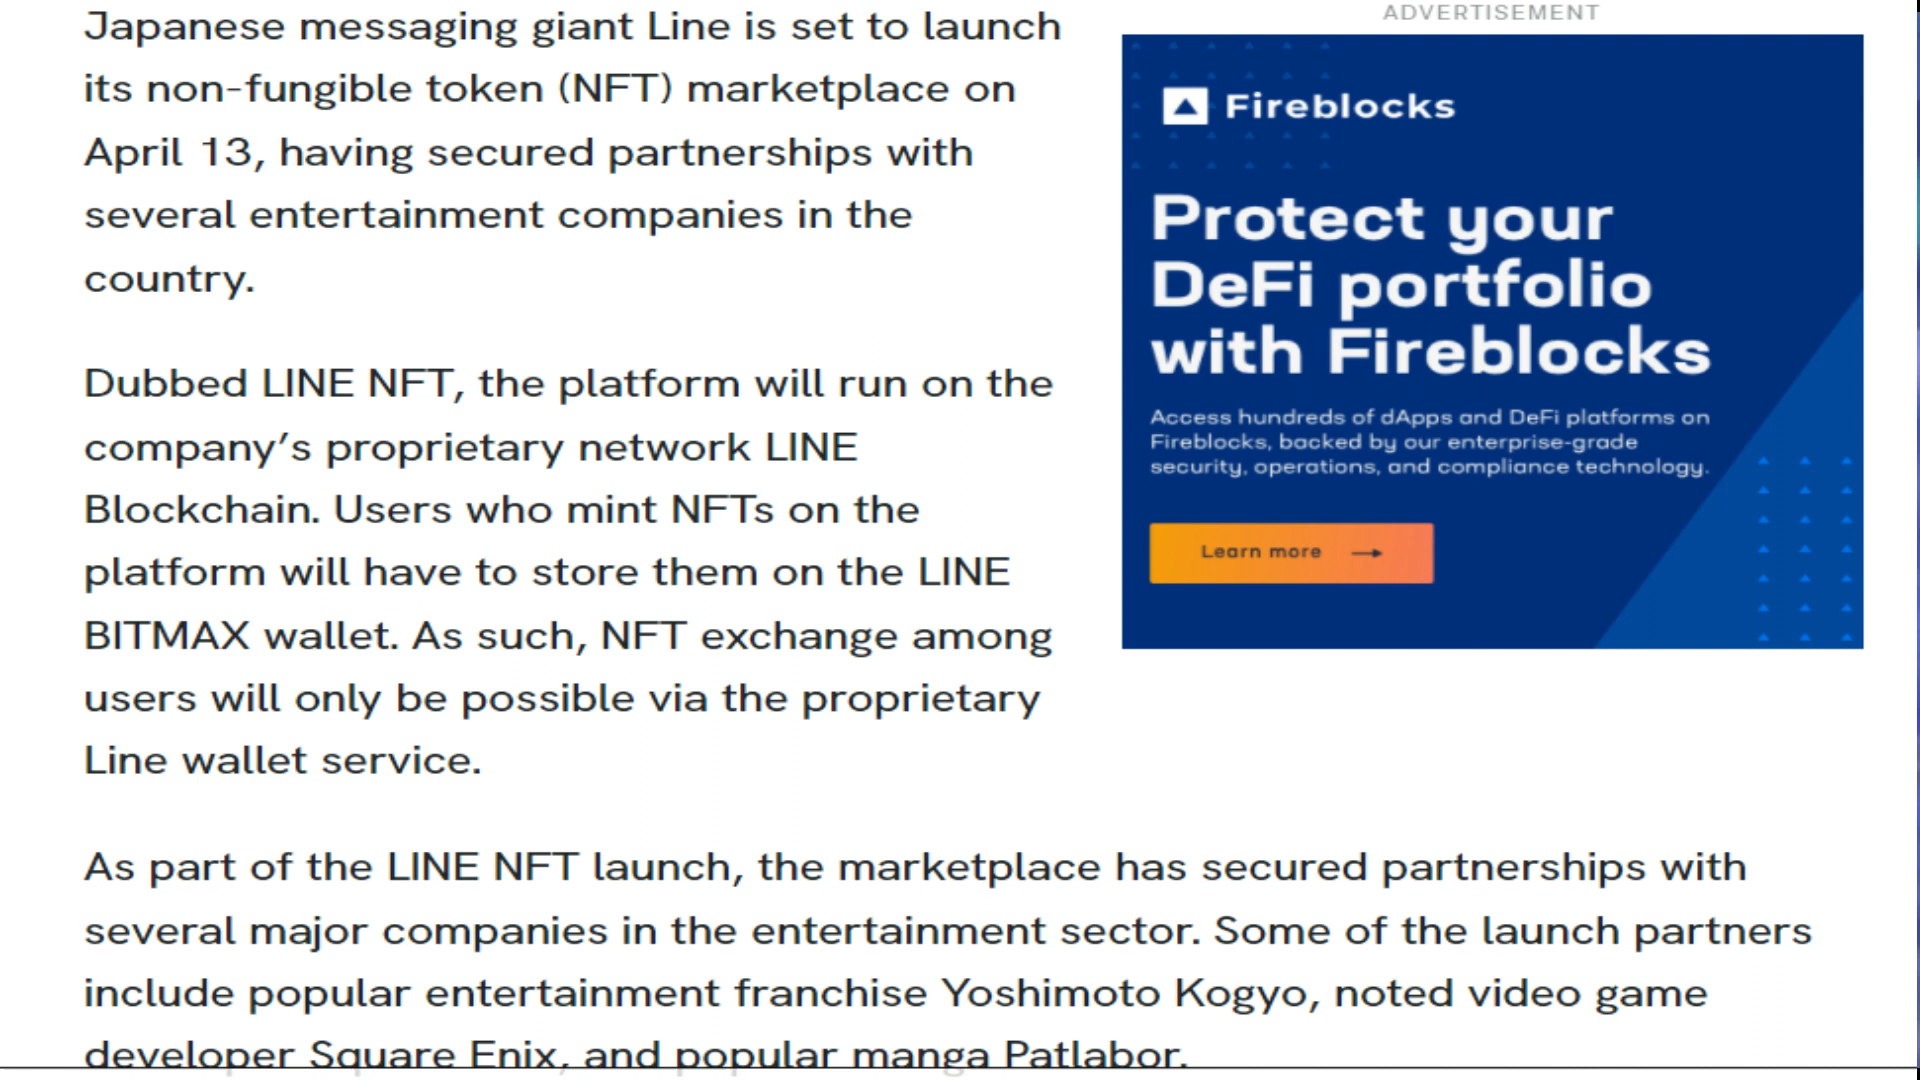 Japanese messaging giant Line is set to launch
its non-fungible token (NFT) marketplace on
April 13, having secured partnerships with
several entertainment companies in the
country.
Dubbed LINE NFT, the platform will run on the
company’s proprietary network LINE
Blockchain. Users who mint NFTs on the
platform will have to store them on the LINE
BITMAX wallet. As such, NFT exchange among
users will only be possible via the proprietary
Line wallet service.
As part of the LINE NFT launch, the marketplace has secured partnerships with
several major companies in the entertainment sector. Some of the launch partners
include popular entertainment franchise Yoshimoto Kogyo, noted video game
developer Square Enix, and popular manga Patlabor.
ADVERTISEMENT
Fireblocks
Protect your
DeFi portfolio
with Fireblocks
Access hundreds of dApps and DeFi platforms on
Fireblocks, backed by our enterprise-grade
security, operations, and compliance technology.
Learn more